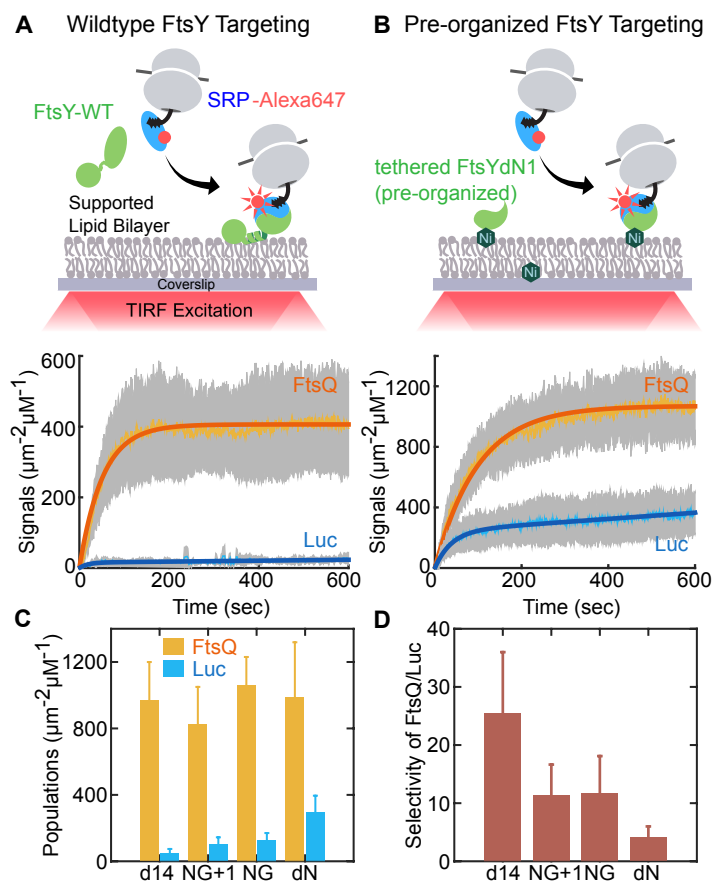 A Wildtype FtsY Targeting
FtsY-WT
SRP-Alexa647
Supported
Lipid Bilayer
Ni
Coverslip
TIRF Excitation
B Pre-organized FtsY Targeting
tethered FtsYdN1
(pre-organized)
Ni
Ni
Ni
Signals (μm⁻²μM⁻¹)
600
400
200
0
FtsQ
Luc
200 400 600
Time (sec)
Signals (μm⁻²μM⁻¹)
1200
800
400
0
FtsQ
Luc
200 400 600
Time (sec)
C
Populations (μm⁻²μM⁻¹)
1200
800
400
0
FtsQ
Luc
d14 NG+1 NG dN
D
Selectivity of FtsQ/Luc
40
30
20
10
0
d14 NG+1 NG dN